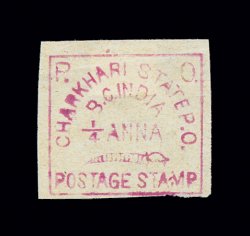 P. O.
CHARKHARI STATE P.O.
B.C. INDIA
1/4 ANNA
POSTAGE STAMP